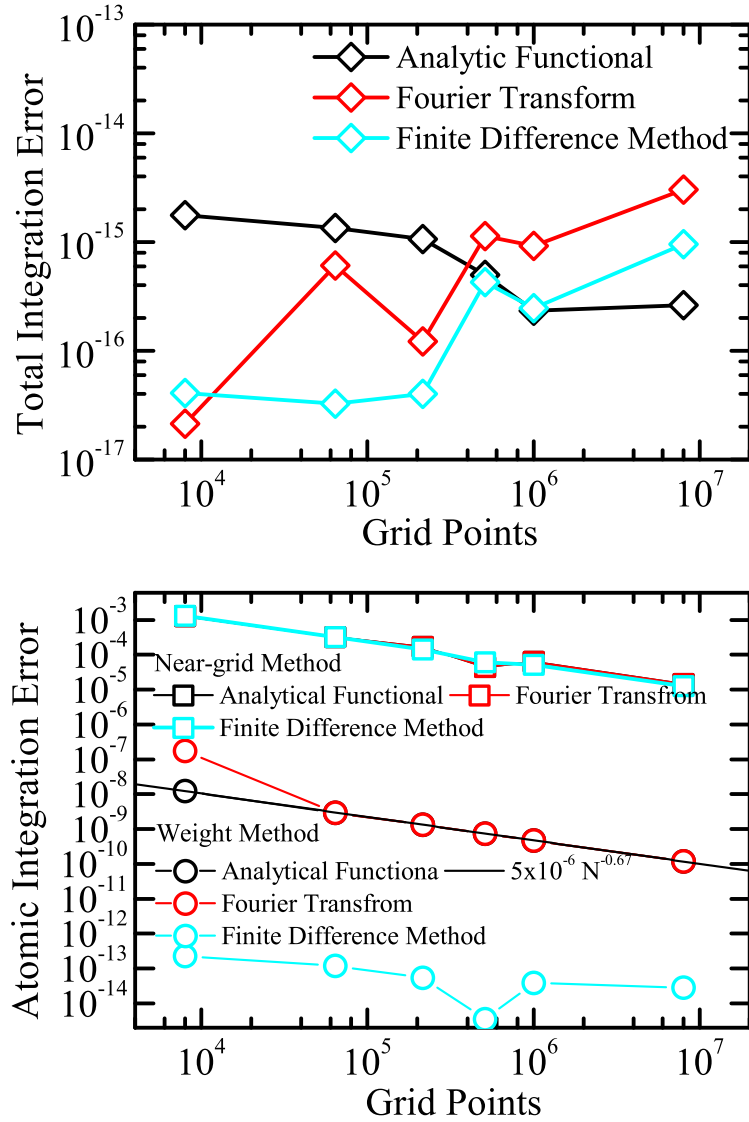 Total Integration Error
10^-13
10^-14
10^-15
10^-16
10^-17
Analytic Functional
Fourier Transform
Finite Difference Method
10^4 10^5 10^6 10^7
Grid Points
Atomic Integration Error
10^-3
10^-4
10^-5
10^-6
10^-7
10^-8
10^-9
10^-10
10^-11
10^-12
10^-13
10^-14
Near-grid Method
Analytical Functional Fourier Transfrom
Finite Difference Method
Weight Method
Analytical Functiona 5x10^-6 N^-0.67
Fourier Transfrom
Finite Difference Method
10^4 10^5 10^6 10^7
Grid Points